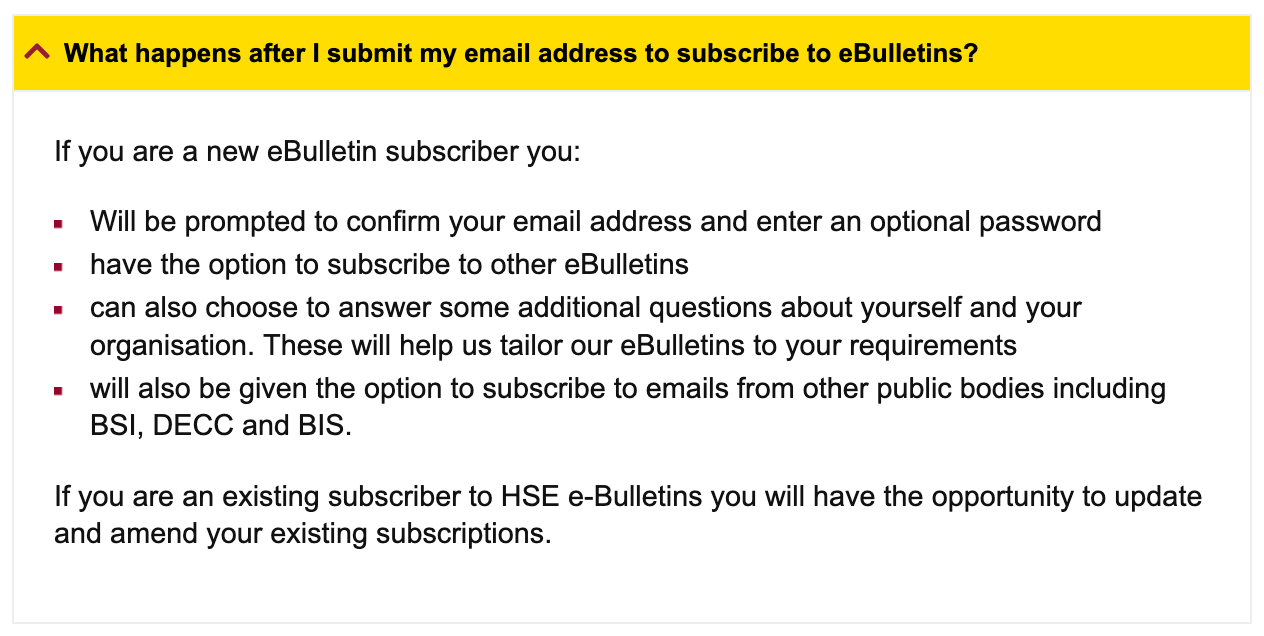 What happens after I submit my email address to subscribe to eBulletins?
If you are a new eBulletin subscriber you:
Will be prompted to confirm your email address and enter an optional password
have the option to subscribe to other eBulletins
can also choose to answer some additional questions about yourself and your
organisation. These will help us tailor our eBulletins to your requirements
will also be given the option to subscribe to emails from other public bodies including
BSI, DECC and BIS.
If you are an existing subscriber to HSE e-Bulletins you will have the opportunity to update
and amend your existing subscriptions.